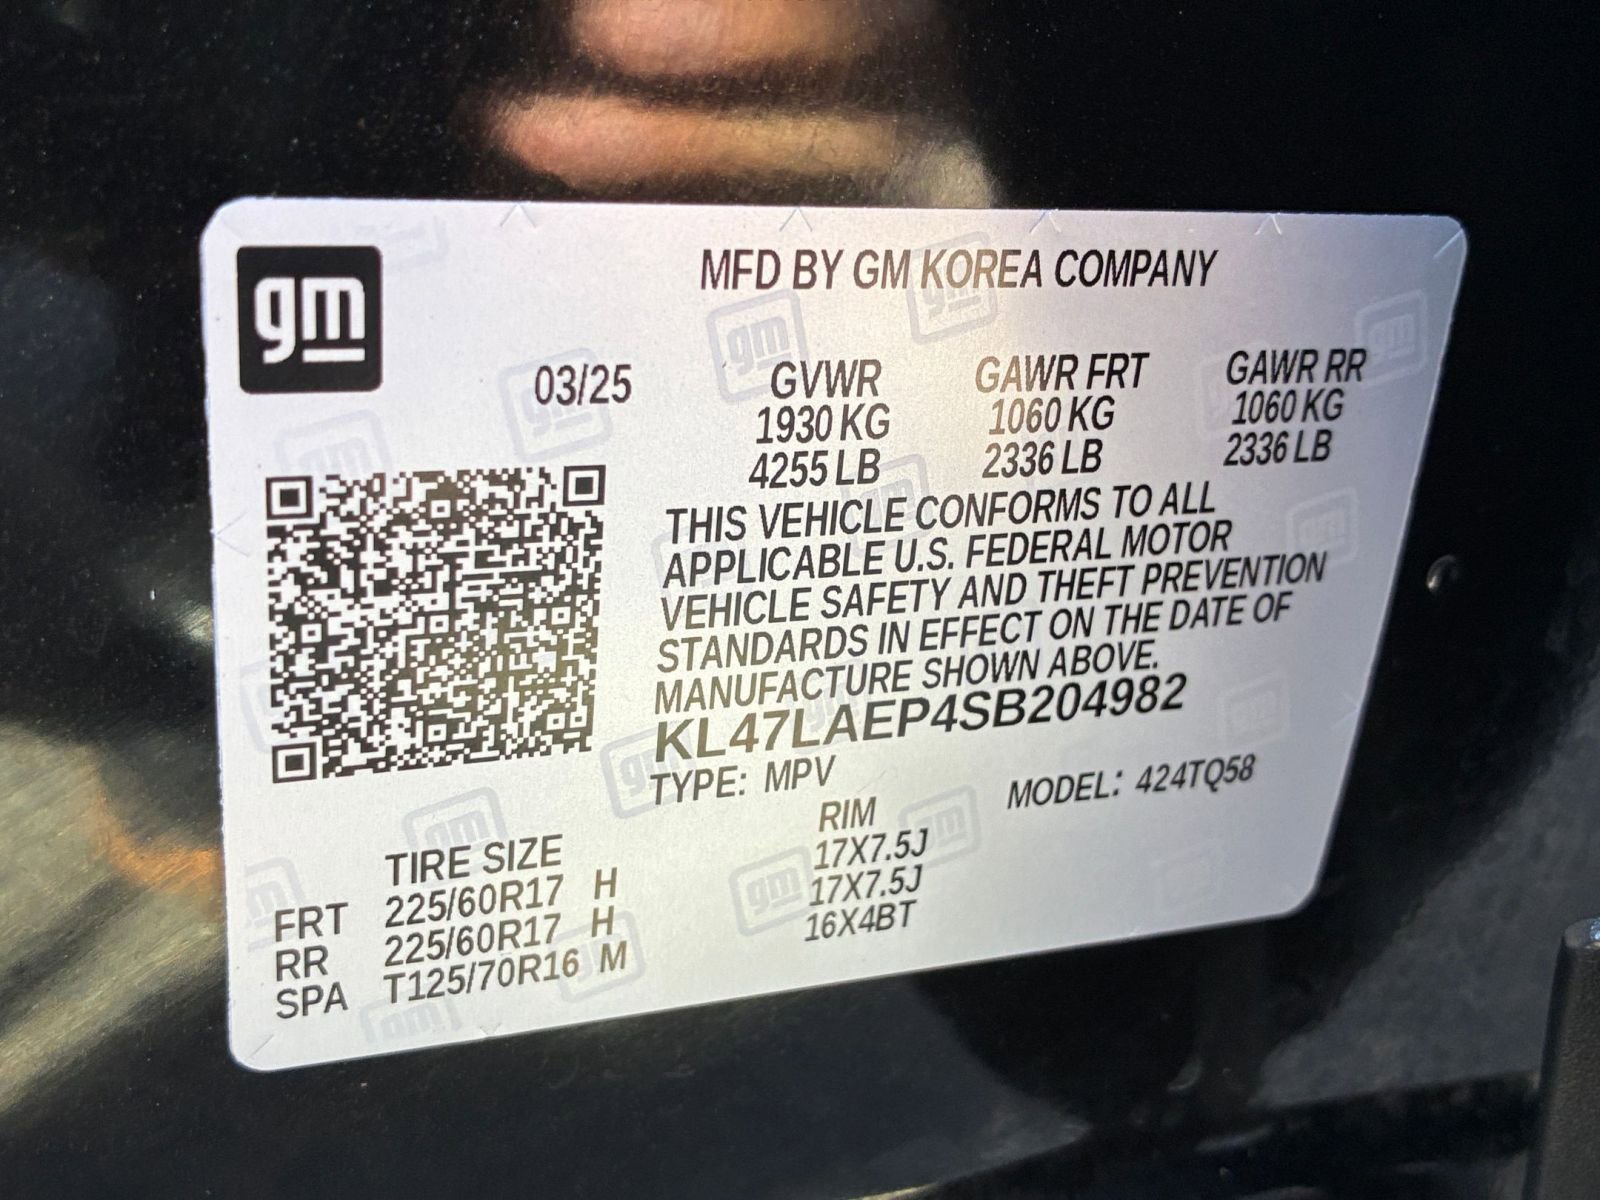 gm
MFD BY GM KOREA COMPANY
03/25
GVWR GAWR FRT GAWR RR
1930 KG 1060 KG 1060 KG
4255 LB 2336 LB 2336 LB
THIS VEHICLE CONFORMS TO ALL
APPLICABLE U.S. FEDERAL MOTOR
VEHICLE SAFETY AND THEFT PREVENTION
STANDARDS IN EFFECT ON THE DATE OF
MANUFACTURE SHOWN ABOVE.
KL47LAEP4SB204982
TYPE: MPV MODEL: 424TQ58
TIRE SIZE RIM
FRT 225/60R17 H 17X7.5J
RR 225/60R17 H 17X7.5J
SPA T125/70R16 M 16X4BT